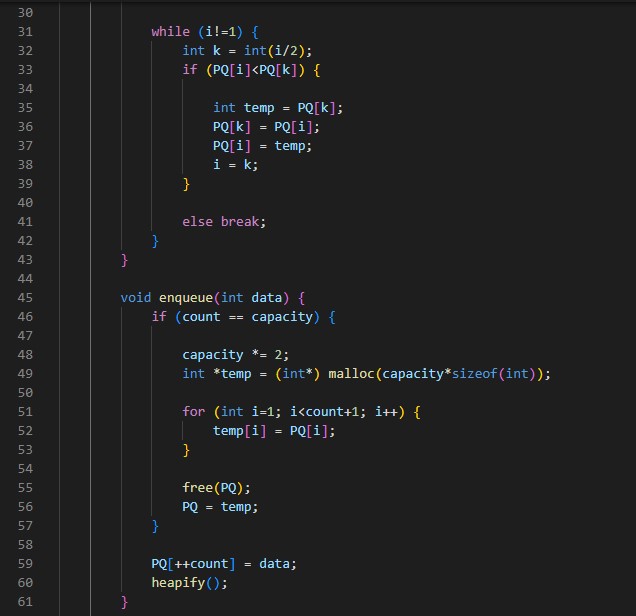 30
31 while (i!=1) {
32 int k = int(i/2);
33 if (PQ[i]<PQ[k]) {
34
35 int temp = PQ[k];
36 PQ[k] = PQ[i];
37 PQ[i] = temp;
38 i = k;
39 }
40
41 else break;
42 }
43 }
44
45 void enqueue(int data) {
46 if (count == capacity) {
47
48 capacity *= 2;
49 int *temp = (int*) malloc(capacity*sizeof(int));
50
51 for (int i=1; i<count+1; i++) {
52 temp[i] = PQ[i];
53 }
54
55 free(PQ);
56 PQ = temp;
57 }
58
59 PQ[++count] = data;
60 heapify();
61 }